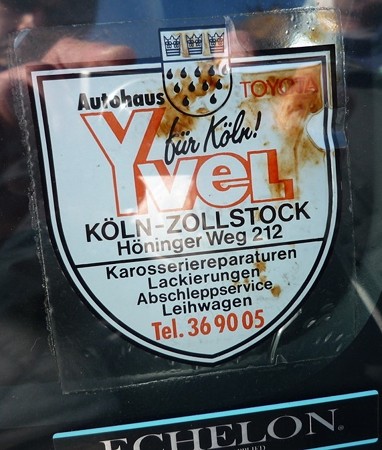 Autohaus
TOYOTA
für Köln!
YveL
KÖLN-ZOLLSTOCK
Höninger Weg 212
Karosseriereparaturen
Lackierungen
Abschleppservice
Leihwagen
Tel. 36 90 05
ECHELON